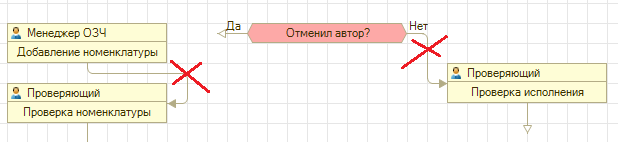 Да
Отменил автор?
Нет
Менеджер ОЗЧ
Добавление номенклатуры
Проверяющий
Проверка номенклатуры
Проверяющий
Проверка исполнения